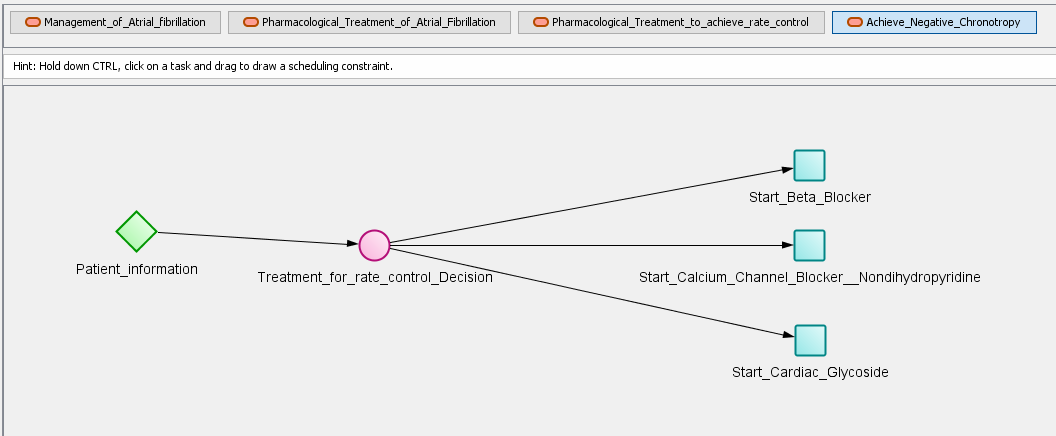 Management_of_Atrial_fibrillation
Pharmacological_Treatment_of_Atrial_Fibrillation
Pharmacological_Treatment_to_achieve_rate_control
Achieve_Negative_Chronotropy
Hint: Hold down CTRL, click on a task and drag to draw a scheduling constraint.
Start_Beta_Blocker
Patient_information
Treatment_for_rate_control_Decision
Start_Calcium_Channel_Blocker__Nondihydropyridine
Start_Cardiac_Glycoside